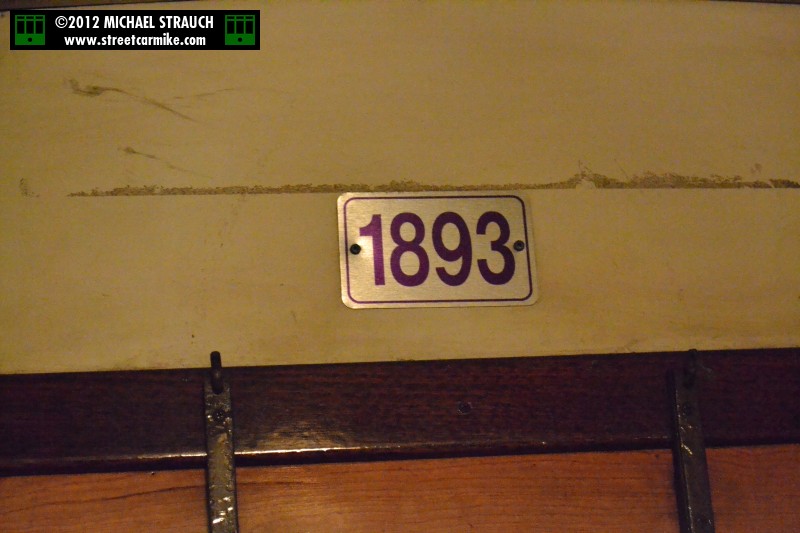 ©2012 MICHAEL STRAUCH
www.streetcarmike.com
1893